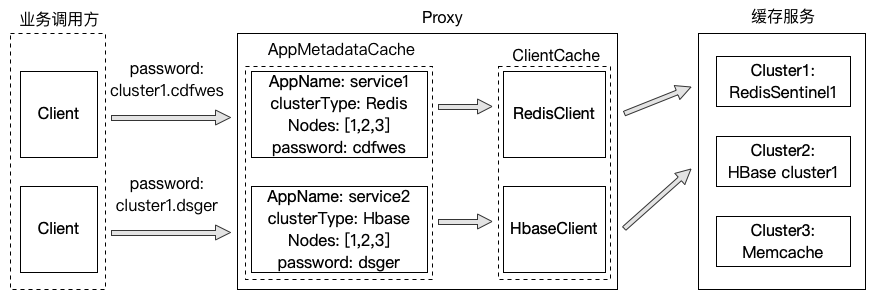 业务调用方
Proxy
缓存服务
Client
password:
cluster1.cdfwes
Client
password:
cluster1.dsger
AppMetadataCache
AppName: service1
clusterType: Redis
Nodes: [1,2,3]
password: cdfwes
AppName: service2
clusterType: Hbase
Nodes: [1,2,3]
password: dsger
ClientCache
RedisClient
HbaseClient
Cluster1:
RedisSentinel1
Cluster2:
HBase cluster1
Cluster3:
Memcache